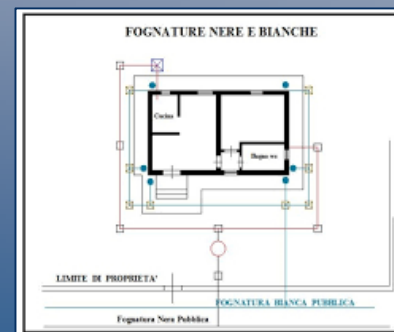 FOGNATURE NERE E BIANCHE
Cucina
Bagno wc
LIMITE DI PROPRIETA'
FOGNATURA BIANCA PUBBLICA
Fognatura Nera Pubblica